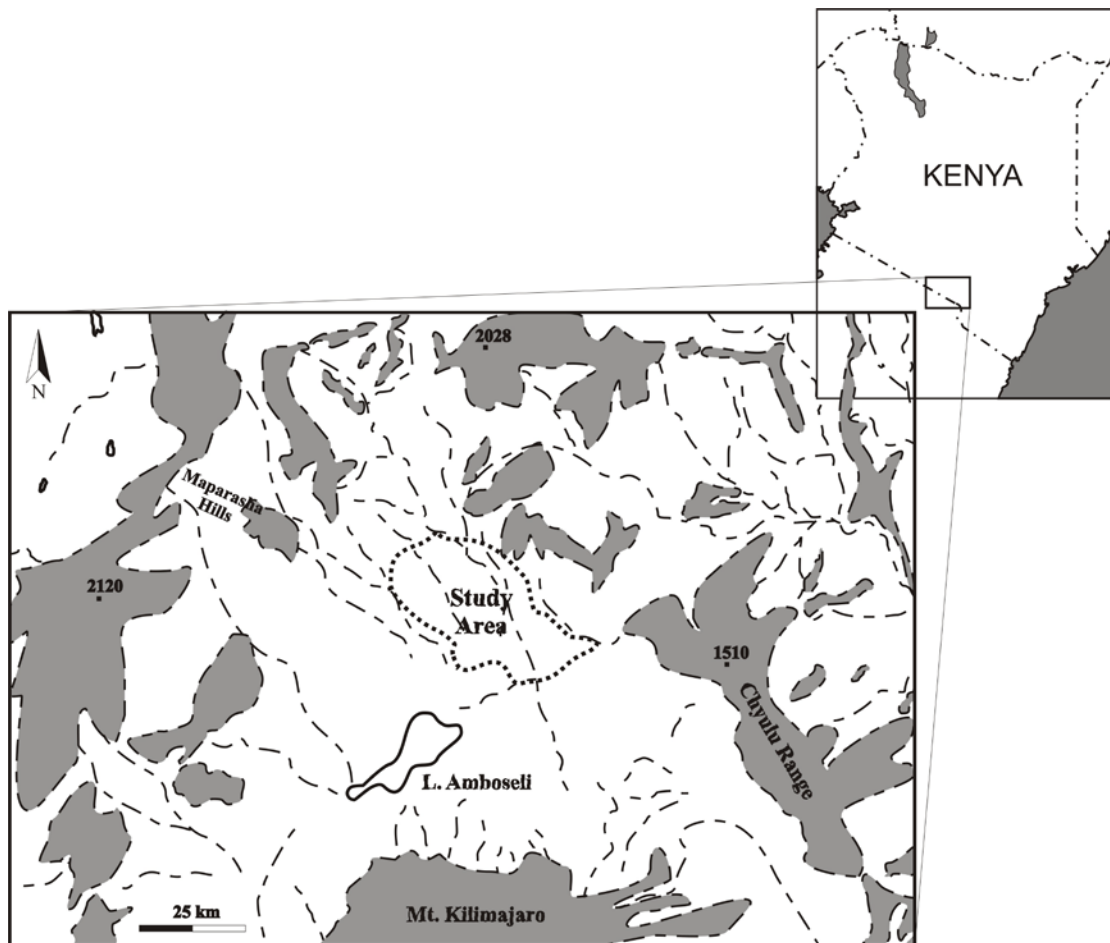 KENYA
2028
N
Maparasha
Hills
2120
Study
Area
1510
Chyulu Range
L. Amboseli
25 km
Mt. Kilimajaro